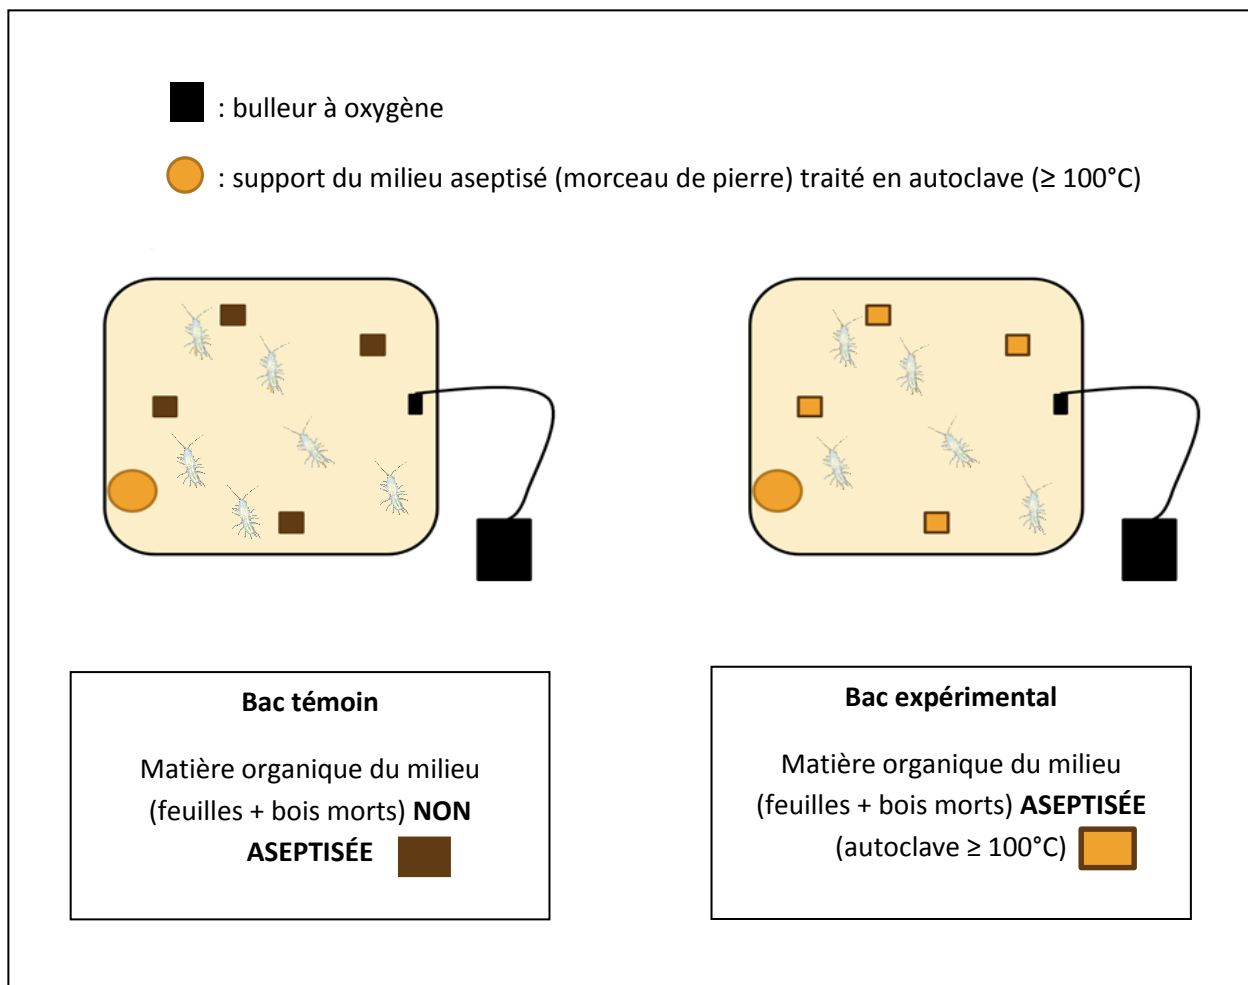 : bulleur à oxygène
: support du milieu aseptisé (morceau de pierre) traité en autoclave (≥ 100°C)
Bac témoin
Matière organique du milieu
(feuilles + bois morts) NON
ASEPTISÉE
Bac expérimental
Matière organique du milieu
(feuilles + bois morts) ASEPTISÉE
(autoclave ≥ 100°C)